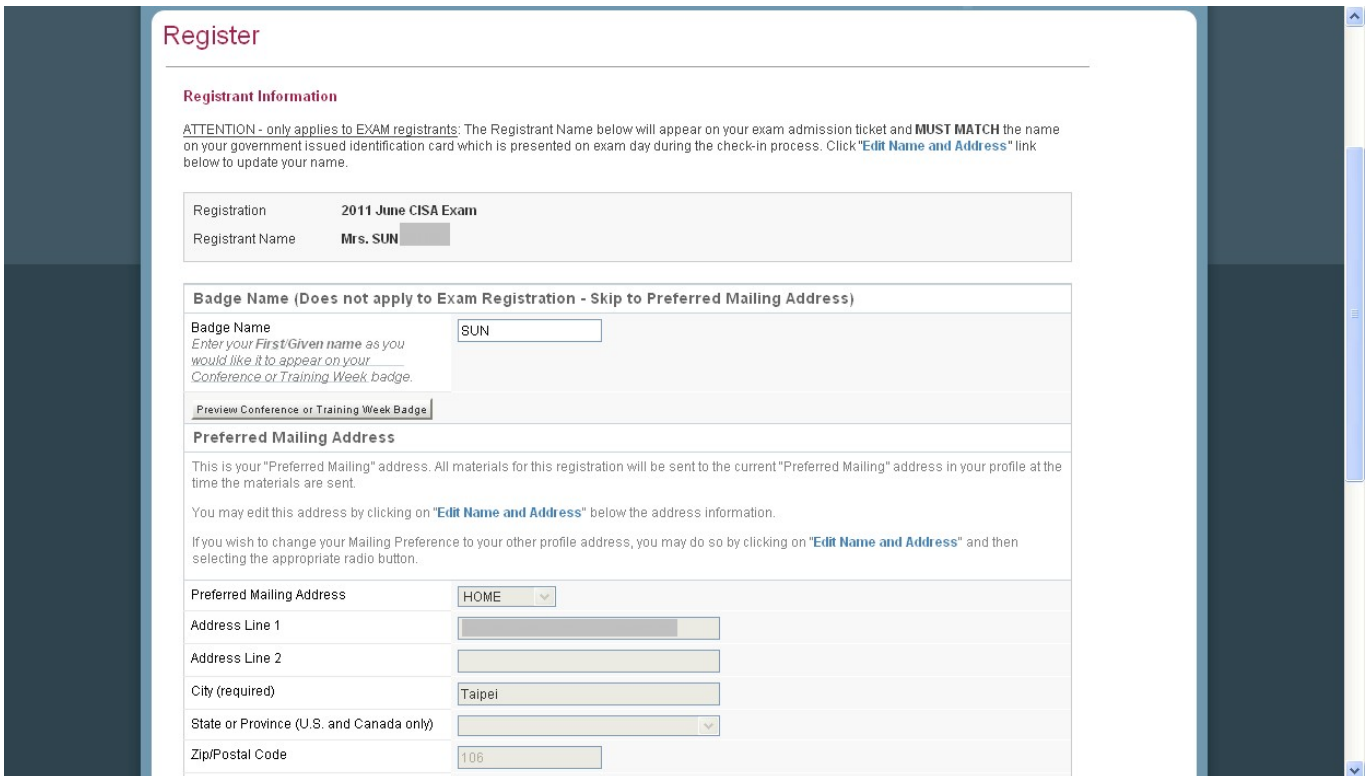 Register
Registrant Information
ATTENTION - only applies to EXAM registrants: The Registrant Name below will appear on your exam admission ticket and MUST MATCH the name
on your government issued identification card which is presented on exam day during the check-in process. Click "Edit Name and Address" link
below to update your name.
Registration 2011 June CISA Exam
Registrant Name Mrs. SUN
Badge Name (Does not apply to Exam Registration - Skip to Preferred Mailing Address)
Badge Name SUN
Enter your First/Given name as you
would like it to appear on your
Conference or Training Week badge.
Preview Conference or Training Week Badge
Preferred Mailing Address
This is your "Preferred Mailing" address. All materials for this registration will be sent to the current "Preferred Mailing" address in your profile at the
time the materials are sent.
You may edit this address by clicking on "Edit Name and Address" below the address information.
If you wish to change your Mailing Preference to your other profile address, you may do so by clicking on "Edit Name and Address" and then
selecting the appropriate radio button.
Preferred Mailing Address HOME
Address Line 1
Address Line 2
City (required) Taipei
State or Province (U.S. and Canada only)
Zip/Postal Code 106